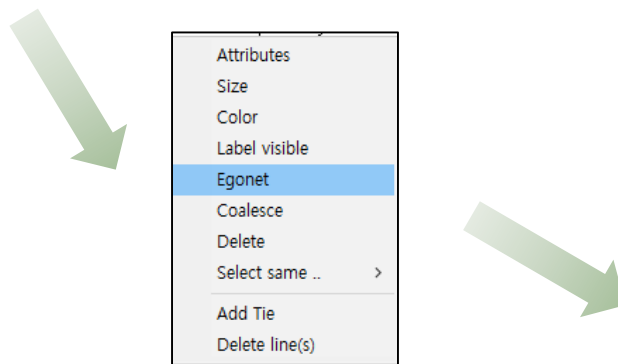 Attributes
Size
Color
Label visible
Egonet
Coalesce
Delete
Select same ..
Add Tie
Delete line(s)